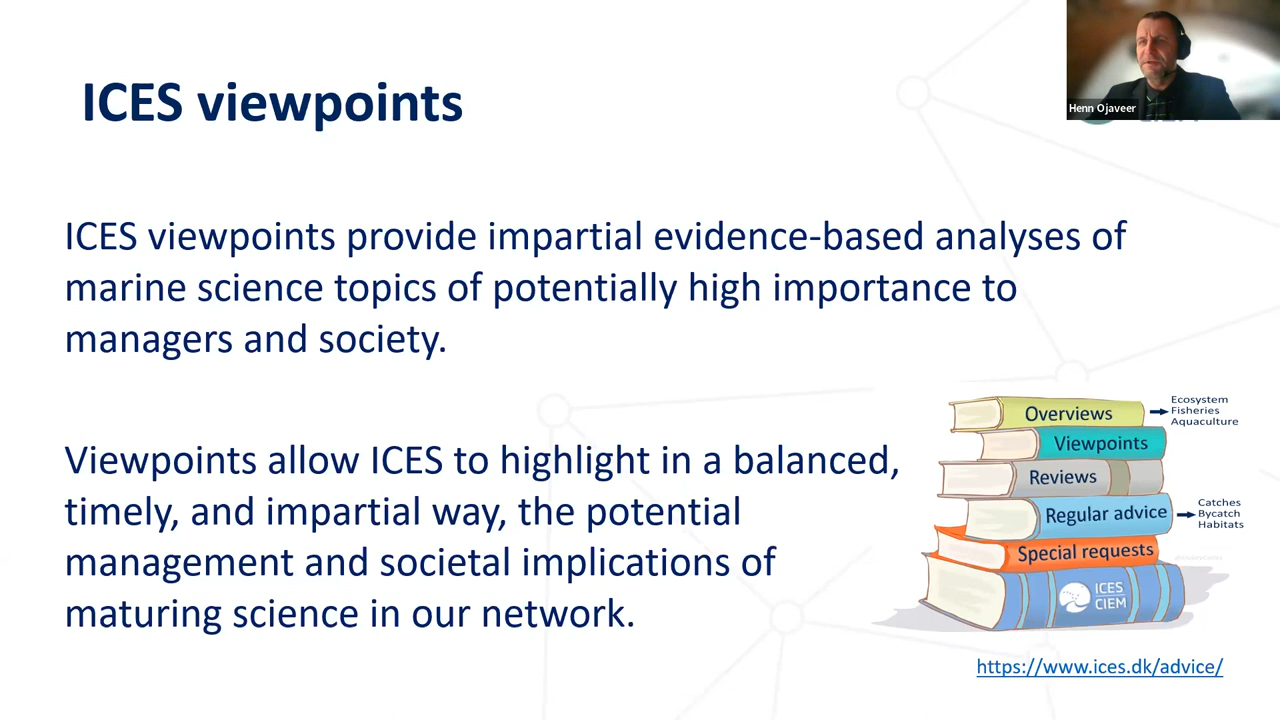 ICES viewpoints
Henn Ojaveer
ICES viewpoints provide impartial evidence-based analyses of
marine science topics of potentially high importance to
managers and society.
Viewpoints allow ICES to highlight in a balanced,
timely, and impartial way, the potential
management and societal implications of
maturing science in our network.
Overviews
Ecosystem
Fisheries
Aquaculture
Viewpoints
Reviews
Regular advice
Catches
Bycatch
Habitats
Special requests
ICES
CIEM
https://www.ices.dk/advice/